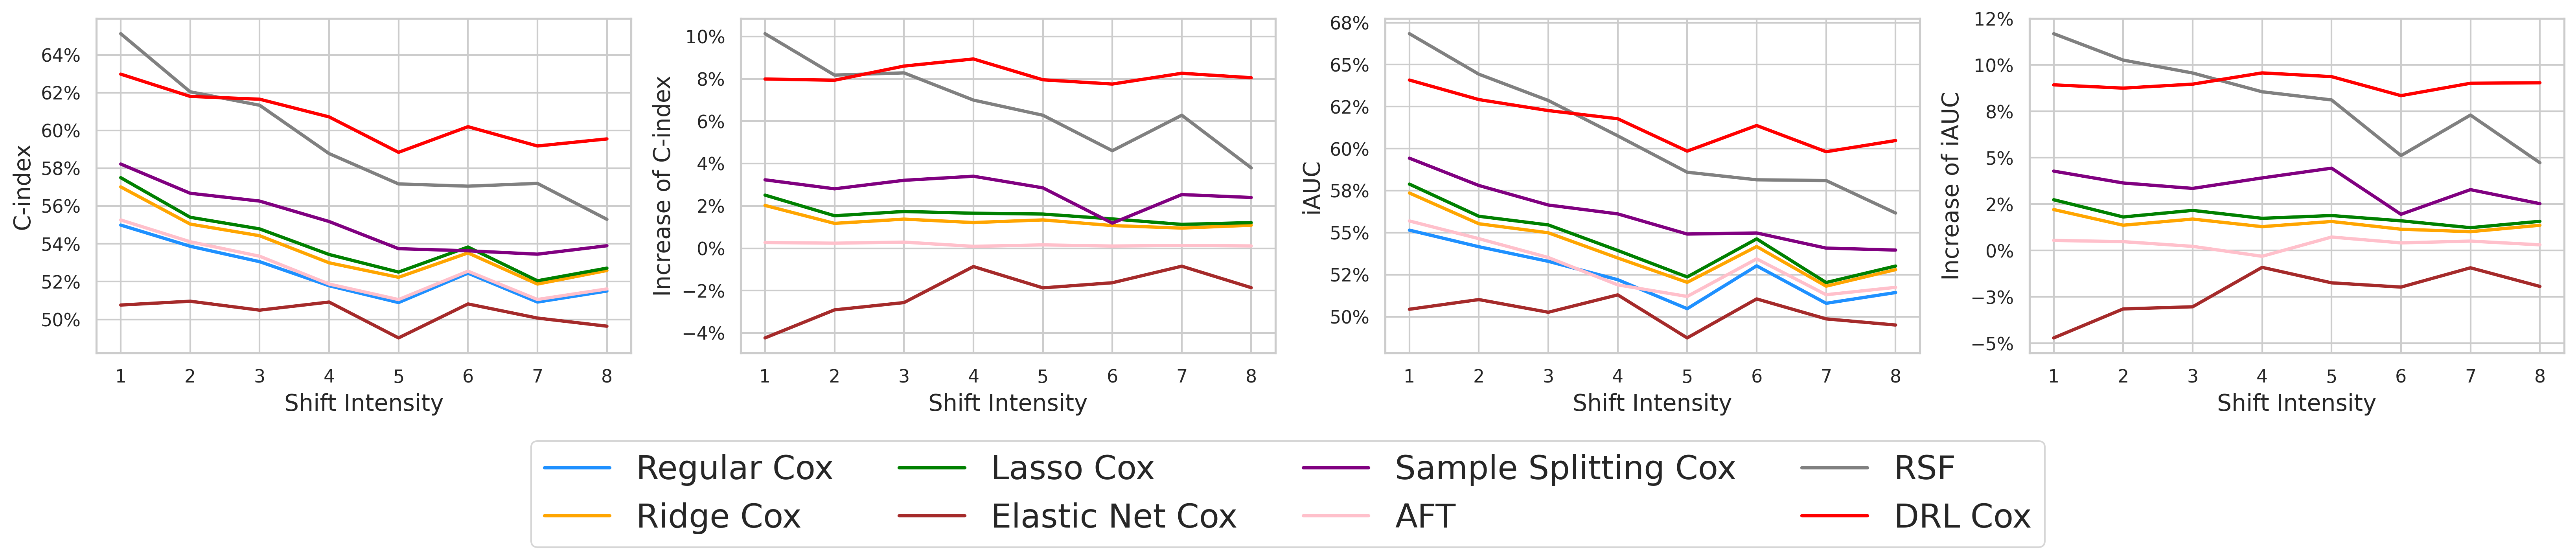 C-index
64%
62%
60%
58%
56%
54%
52%
50%
1 2 3 4 5 6 7 8
Shift Intensity
Increase of C-index
10%
8%
6%
4%
2%
0%
−2%
−4%
1 2 3 4 5 6 7 8
Shift Intensity
iAUC
68%
65%
62%
60%
58%
55%
52%
50%
1 2 3 4 5 6 7 8
Shift Intensity
Increase of iAUC
12%
10%
8%
5%
2%
0%
−3%
−5%
1 2 3 4 5 6 7 8
Shift Intensity
Regular Cox Lasso Cox Sample Splitting Cox RSF
Ridge Cox Elastic Net Cox AFT DRL Cox